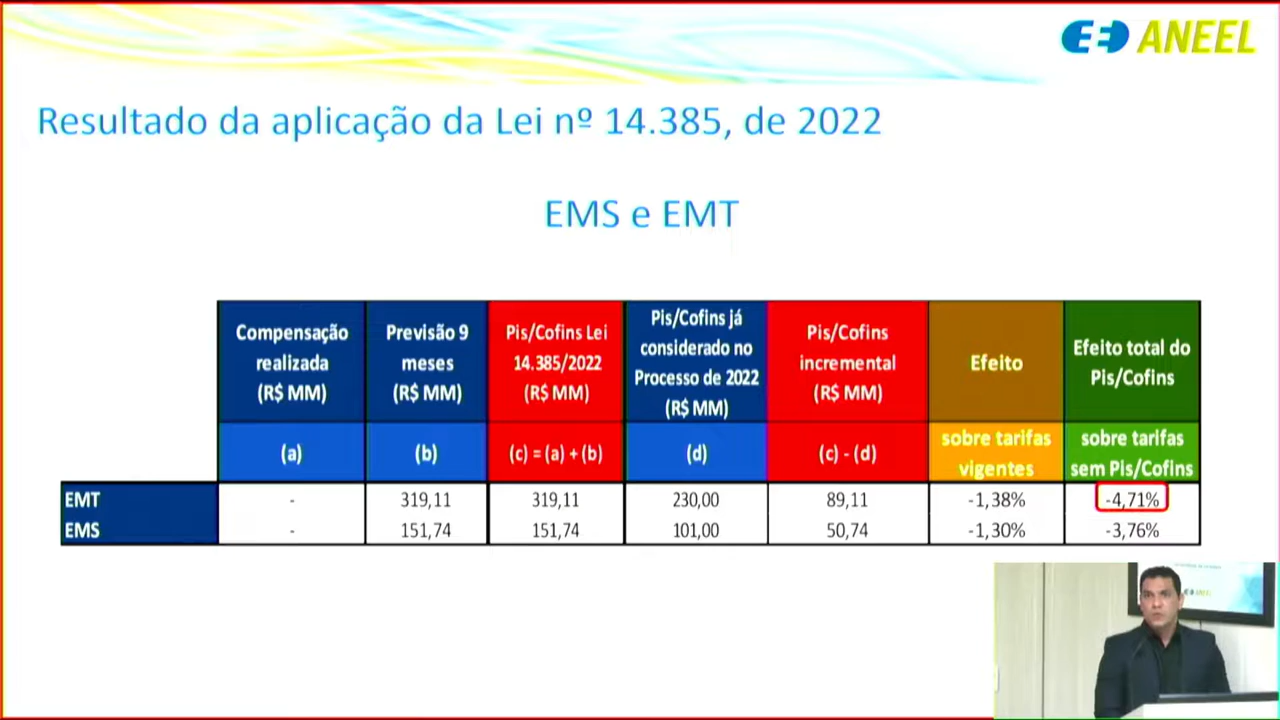 ANEEL
Resultado da aplicação da Lei nº 14.385, de 2022
EMS e EMT
Compensação
realizada
(R$ MM)
Previsão 9
meses
(R$ MM)
Pis/Cofins Lei
14.385/2022
(R$ MM)
Pis/Cofins já
considerado no
Processo de 2022
(R$ MM)
Pis/Cofins
incremental
(R$ MM)
Efeito
Efeito total do
Pis/Cofins
(a)
(b)
(c) = (a) + (b)
(d)
(c) - (d)
sobre tarifas
vigentes
sobre tarifas
sem Pis/Cofins
EMT - 319,11 319,11 230,00 89,11 -1,38% -4,71%
EMS - 151,74 151,74 101,00 50,74 -1,30% -3,76%
ANEEL